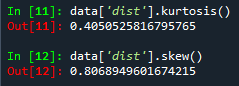 In [11]: data['dist'].kurtosis()
Out[11]: 0.4050525816795765
In [12]: data['dist'].skew()
Out[12]: 0.8068949601674215